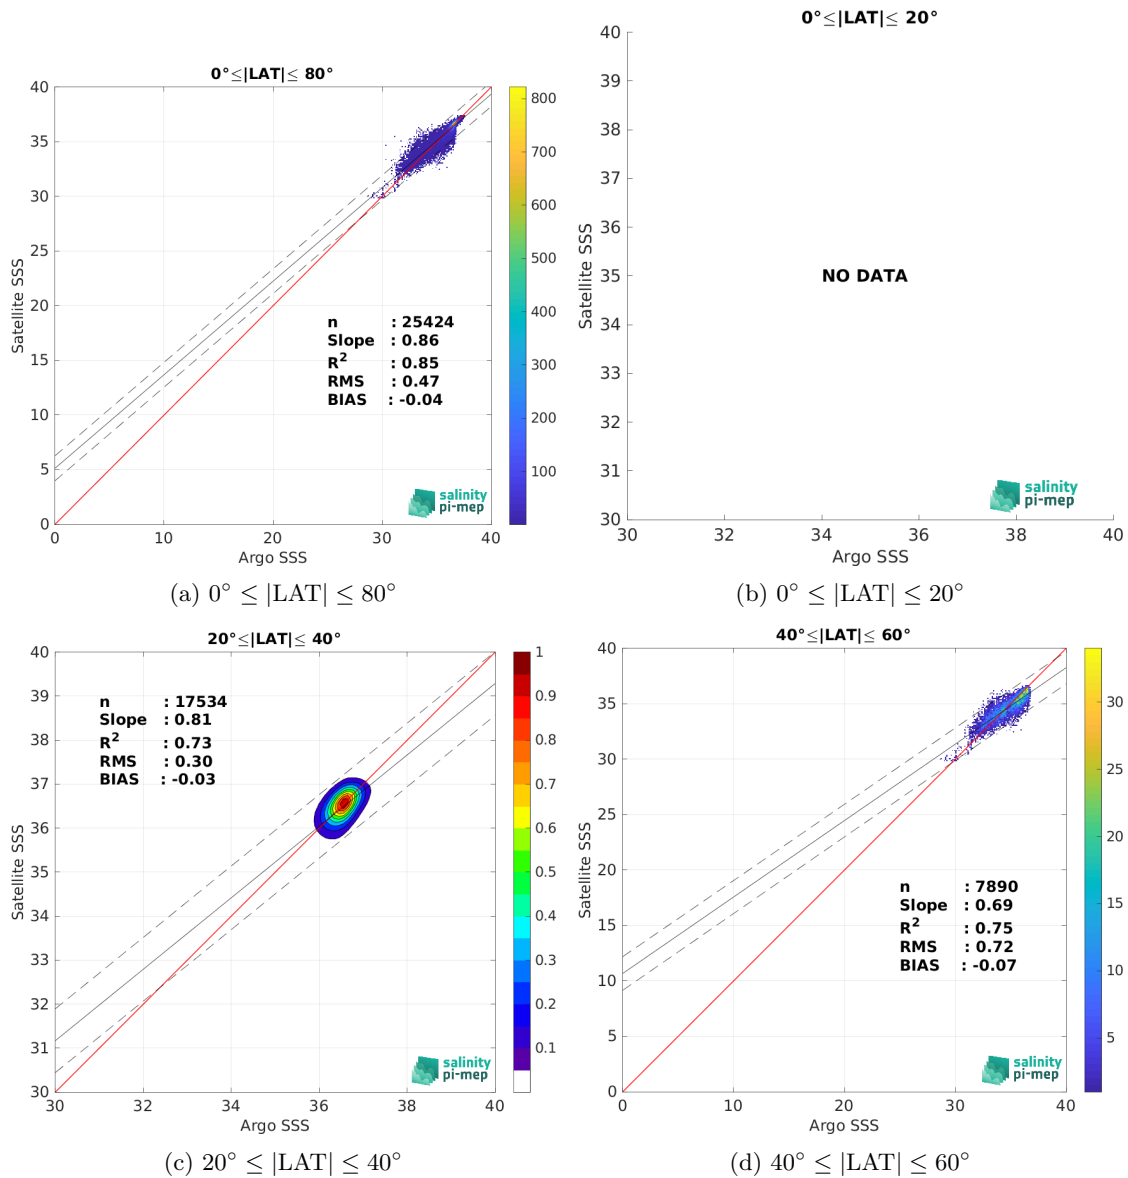 0°≤|LAT|≤ 80°
40
35
30
25
20
15
10
5
0
Satellite SSS
n : 25424
Slope : 0.86
R² : 0.85
RMS : 0.47
BIAS : -0.04
salinity
pi-mep
0 10 20 30 40
Argo SSS
800
700
600
500
400
300
200
100
(a) 0° ≤ |LAT| ≤ 80°
0°≤|LAT|≤ 20°
40
39
38
37
36
35
34
33
32
31
30
Satellite SSS
NO DATA
salinity
pi-mep
30 32 34 36 38 40
Argo SSS
(b) 0° ≤ |LAT| ≤ 20°
20°≤|LAT|≤ 40°
40
39
38
37
36
35
34
33
32
31
30
Satellite SSS
n : 17534
Slope : 0.81
R² : 0.73
RMS : 0.30
BIAS : -0.03
salinity
pi-mep
30 32 34 36 38 40
Argo SSS
1
0.9
0.8
0.7
0.6
0.5
0.4
0.3
0.2
0.1
(c) 20° ≤ |LAT| ≤ 40°
40°≤|LAT|≤ 60°
40
35
30
25
20
15
10
5
0
Satellite SSS
n : 7890
Slope : 0.69
R² : 0.75
RMS : 0.72
BIAS : -0.07
salinity
pi-mep
0 10 20 30 40
Argo SSS
30
25
20
15
10
5
(d) 40° ≤ |LAT| ≤ 60°